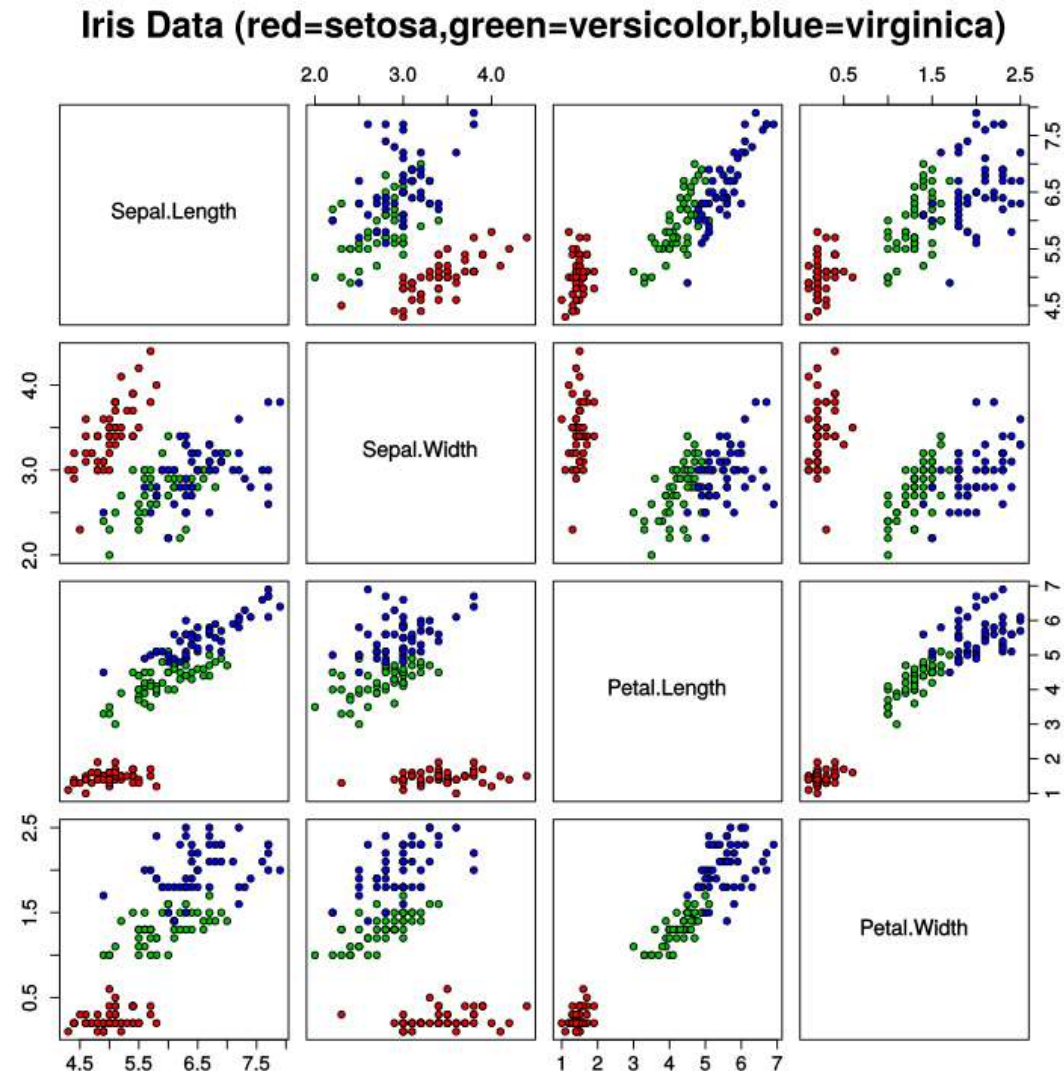 Iris Data (red=setosa,green=versicolor,blue=virginica)
2.0 3.0 4.0
0.5 1.5 2.5
Sepal.Length
4.5 5.5 6.5 7.5
2.0 3.0 4.0
Sepal.Width
Petal.Length
1 2 3 4 5 6 7
0.5 1.5 2.5
Petal.Width
4.5 5.5 6.5 7.5
1 2 3 4 5 6 7